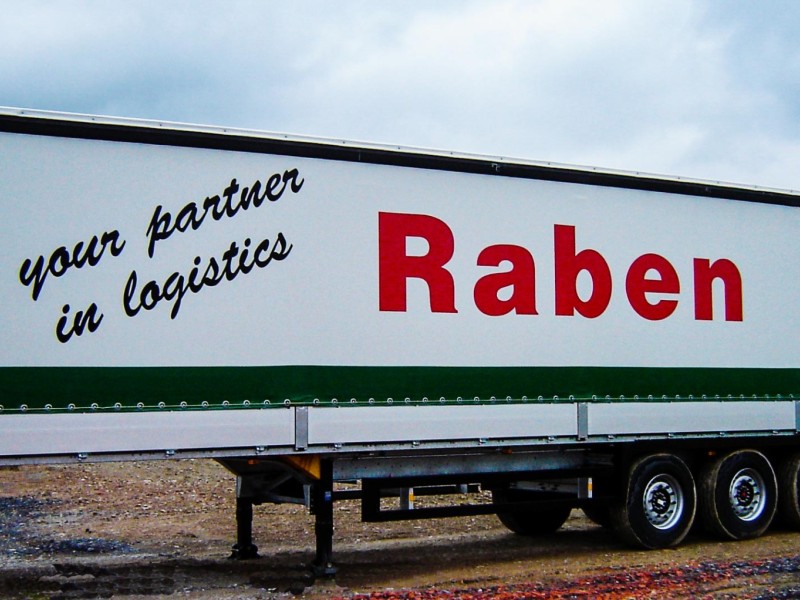 your partner
in logistics
Raben